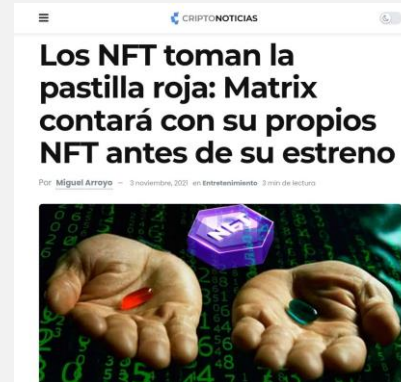 CRIPTONOTICIAS
Los NFT toman la
pastilla roja: Matrix
contará con su propios
NFT antes de su estreno
Por Miguel Arroyo — 3 noviembre, 2021 en Entretenimiento 3 min de lectura
NFT